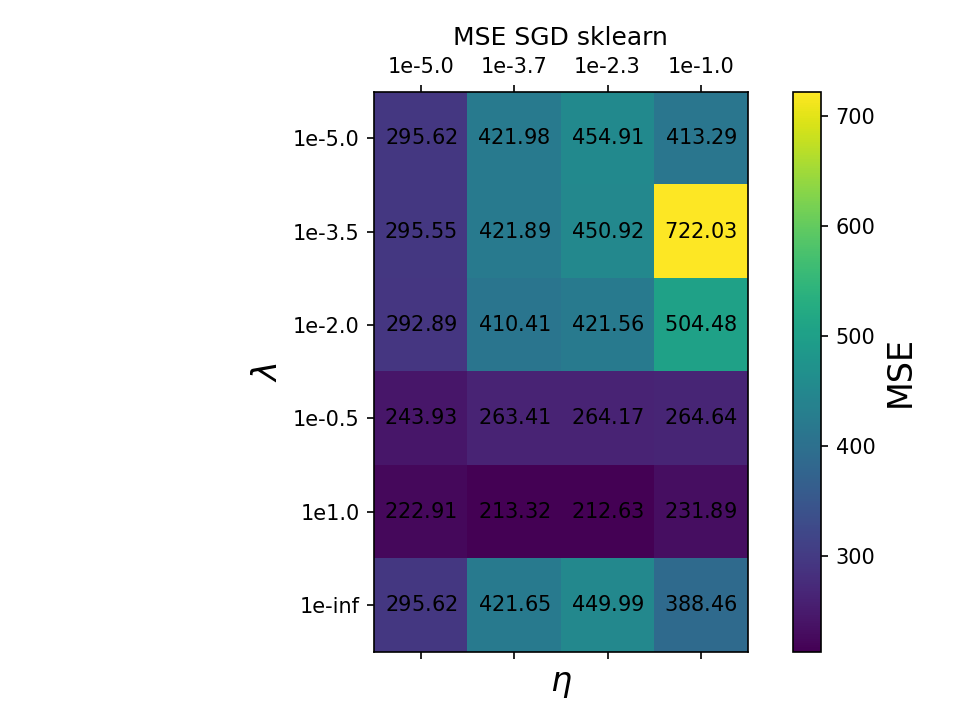 MSE SGD sklearn
1e-5.0 1e-3.7 1e-2.3 1e-1.0
1e-5.0 295.62 421.98 454.91 413.29
1e-3.5 295.55 421.89 450.92 722.03
1e-2.0 292.89 410.41 421.56 504.48
1e-0.5 243.93 263.41 264.17 264.64
1e1.0 222.91 213.32 212.63 231.89
1e-inf 295.62 421.65 449.99 388.46
λ
η
700
600
500
400
300
MSE